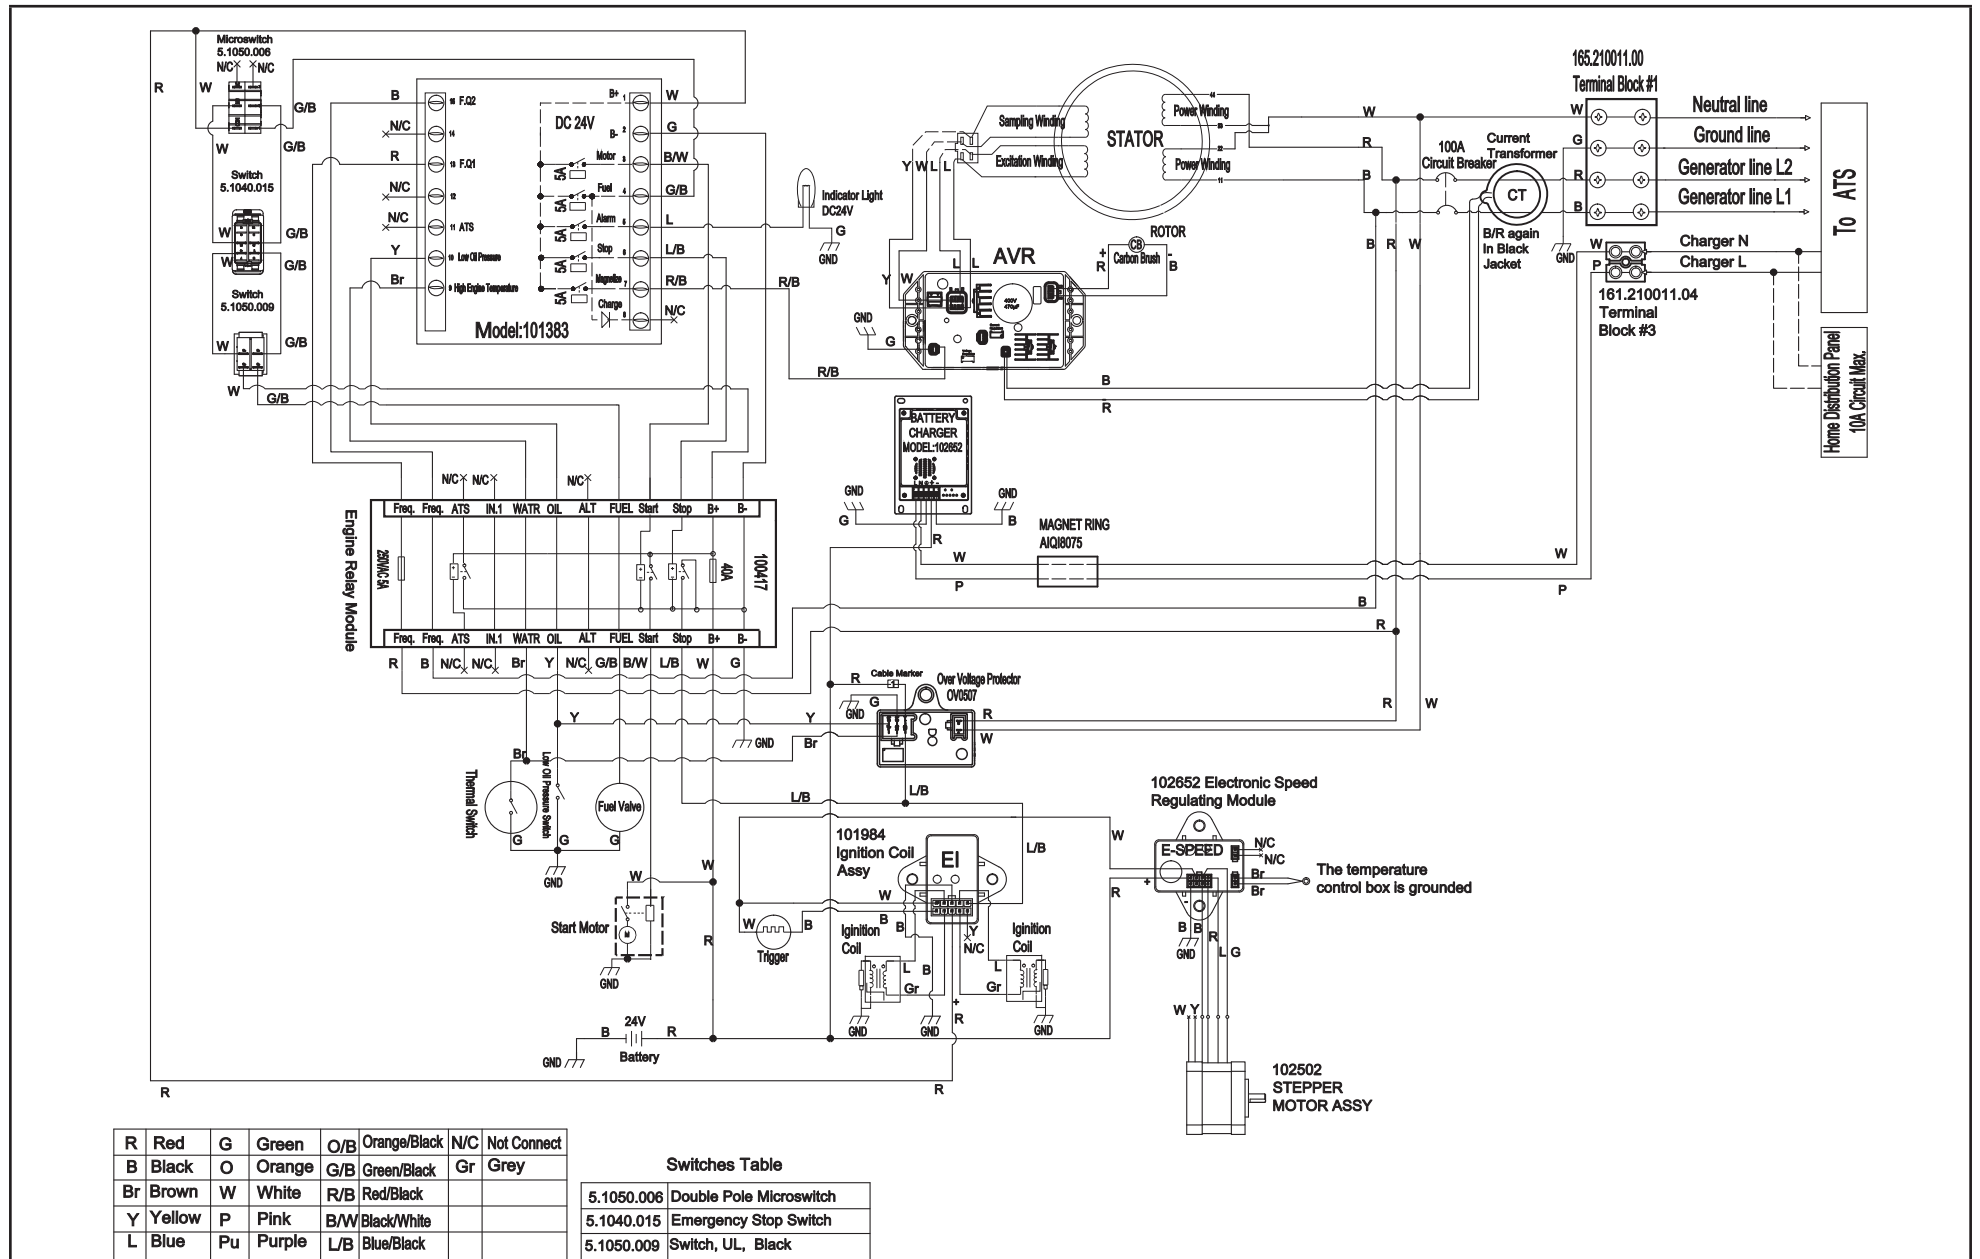 Microswitch
5.1050.006
N/C N/C
R
W
G/B
W
G/B
Switch
5.1040.015
W
G/B
W
G/B
Switch
5.1050.009
W
G/B
W
G/B
B
16 F.Q2
N/C
14
R
13 F.Q1
N/C
12
N/C
11 ATS
Y
10 Low Oil Pressure
Br
9 High Engine Temperature
DC 24V
B+ 1 W
B- 2 G
Motor 3 B/W
5A
Fuel 4 G/B
5A
Alarm 5 L
5A
Stop 6 L/B
5A
Magnetize 7 R/B
5A
Charge 8 N/C
Model:101383
Indicator Light
DC24V
G
GND
R/B
R/B
Sampling Winding
Excitation Winding
STATOR
Power Winding
Power Winding
44
33
22
11
Y W L L
ROTOR
CB
Carbon Brush
+
R
-
B
AVR
Y W L L
400V
470µF
GND
G
B
R
W
R
B
B R W
100A
Circuit Breaker
Current
Transformer
CT
B/R again
In Black
Jacket
165.210011.00
Terminal Block #1
W
G
R
B
GND
Neutral line
Ground line
Generator line L2
Generator line L1
To ATS
W
P
Charger N
Charger L
161.210011.04
Terminal
Block #3
Home Distribution Panel
10A Circuit Max.
BATTERY
CHARGER
MODEL:102652
L N G + -
GND
G
GND
B
R
MAGNET RING
AIQI8075
W
P
W
P
B
R
N/C N/C N/C
Freq. Freq. ATS IN.1 WATR OIL ALT FUEL Start Stop B+ B-
250VAC 5A
40A
100417
Engine Relay Module
Freq. Freq. ATS IN.1 WATR OIL ALT FUEL Start Stop B+ B-
R B N/C N/C Br Y N/C G/B B/W L/B W G
GND
Y
Br
Thermal Switch
Low Oil Pressure Switch
Fuel Valve
G G G
GND
R
Cable Marker
Over Voltage Protector
OV0507
G
GND
Y
Br
R
W
R W
L/B
L/B
L/B
W
W
Start Motor
M
GND
R
101984
Ignition Coil
Assy
EI
W
B
B
W
B
Trigger
Y
N/C
Iginition
Coil
Iginition
Coil
L
B
Gr
L
Gr
+
R
GND
GND
GND
24V
B R
GND
Battery
R
R
102652 Electronic Speed
Regulating Module
W
R
+
-
E-SPEED
N/C
N/C
Br
Br
The temperature
control box is grounded
B B R L G
GND
W Y
102502
STEPPER
MOTOR ASSY
R Red G Green O/B Orange/Black N/C Not Connect
B Black O Orange G/B Green/Black Gr Grey
Br Brown W White R/B Red/Black
Y Yellow P Pink B/W Black/White
L Blue Pu Purple L/B Blue/Black
Switches Table
5.1050.006 Double Pole Microswitch
5.1040.015 Emergency Stop Switch
5.1050.009 Switch, UL, Black